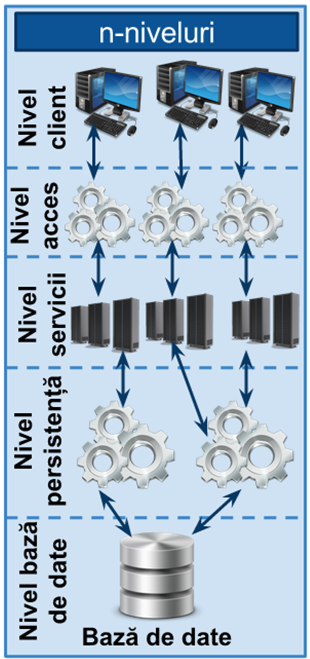 n-niveluri
Nivel
client
Nivel
acces
Nivel
servicii
Nivel
persistență
Nivel bază
de date
Bază de date